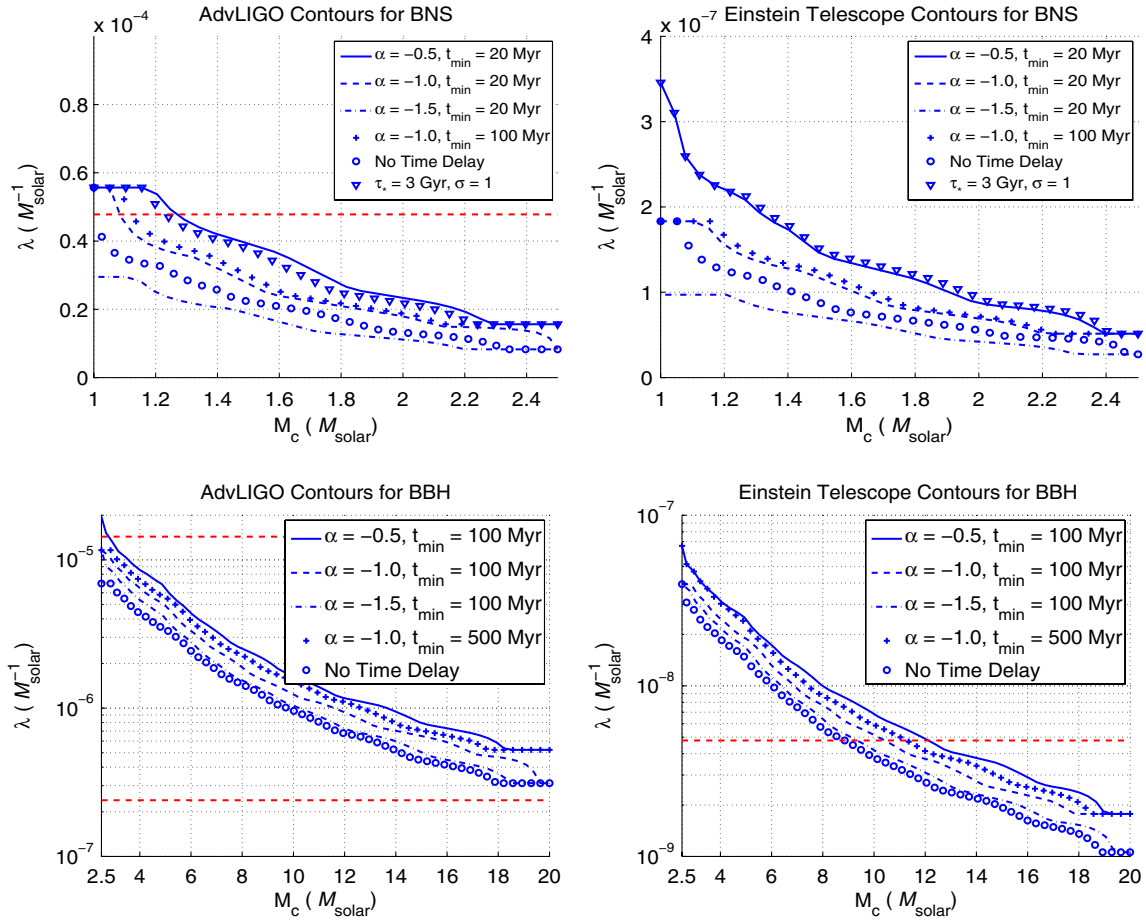 AdvLIGO Contours for BNS
x 10^-4
α = −0.5, t_min = 20 Myr
α = −1.0, t_min = 20 Myr
α = −1.5, t_min = 20 Myr
α = −1.0, t_min = 100 Myr
No Time Delay
τ_* = 3 Gyr, σ = 1
0.8
0.6
0.4
0.2
0
λ ( M_solar^-1)
1 1.2 1.4 1.6 1.8 2 2.2 2.4
M_c ( M_solar)
Einstein Telescope Contours for BNS
x 10^-7
α = −0.5, t_min = 20 Myr
α = −1.0, t_min = 20 Myr
α = −1.5, t_min = 20 Myr
α = −1.0, t_min = 100 Myr
No Time Delay
τ_* = 3 Gyr, σ = 1
4
3
2
1
0
λ ( M_solar^-1)
1 1.2 1.4 1.6 1.8 2 2.2 2.4
M_c ( M_solar)
AdvLIGO Contours for BBH
α = −0.5, t_min = 100 Myr
α = −1.0, t_min = 100 Myr
α = −1.5, t_min = 100 Myr
α = −1.0, t_min = 500 Myr
No Time Delay
10^-5
10^-6
10^-7
λ ( M_solar^-1)
2.5 4 6 8 10 12 14 16 18 20
M_c ( M_solar)
Einstein Telescope Contours for BBH
α = −0.5, t_min = 100 Myr
α = −1.0, t_min = 100 Myr
α = −1.5, t_min = 100 Myr
α = −1.0, t_min = 500 Myr
No Time Delay
10^-7
10^-8
10^-9
λ ( M_solar^-1)
2.5 4 6 8 10 12 14 16 18 20
M_c ( M_solar)